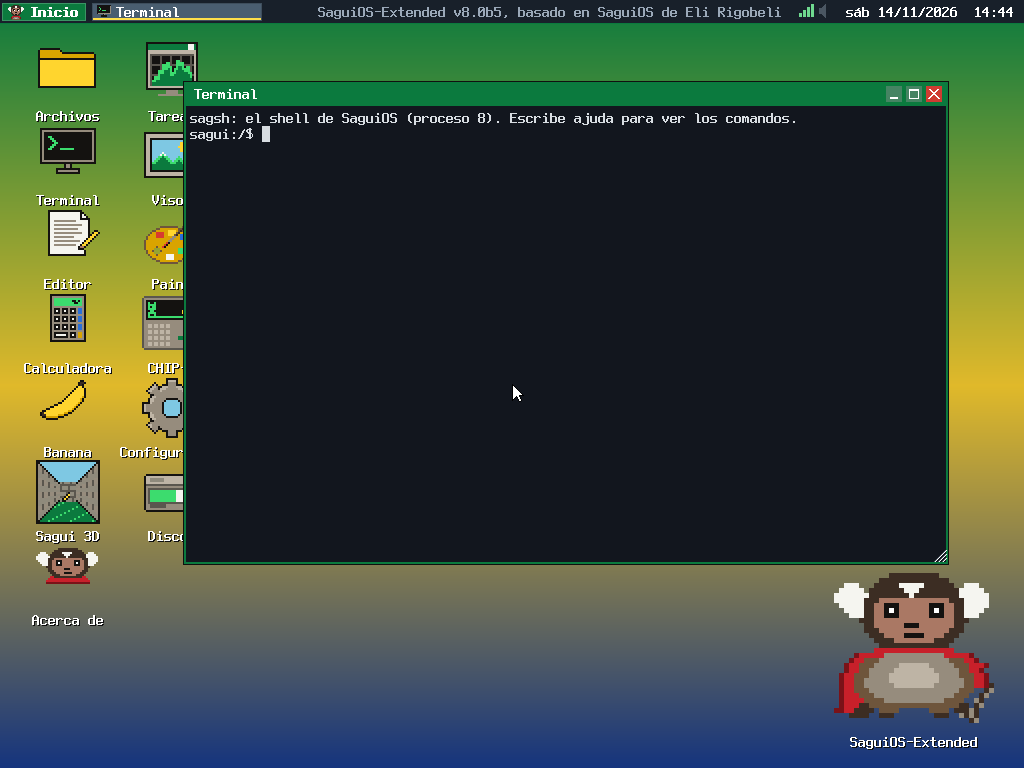 Inicio
Terminal
SaguiOS-Extended v8.0b5, basado en SaguiOS de Eli Rigobeli
sáb 14/11/2026 14:44
Archivos
Terminal
sagsh: el shell de SaguiOS (proceso 8). Escribe ajuda para ver los comandos.
sagui:/$
Terminal
Editor
Calculadora
CHIP
Banana
Sagui 3D
Acerca de
SaguiOS-Extended